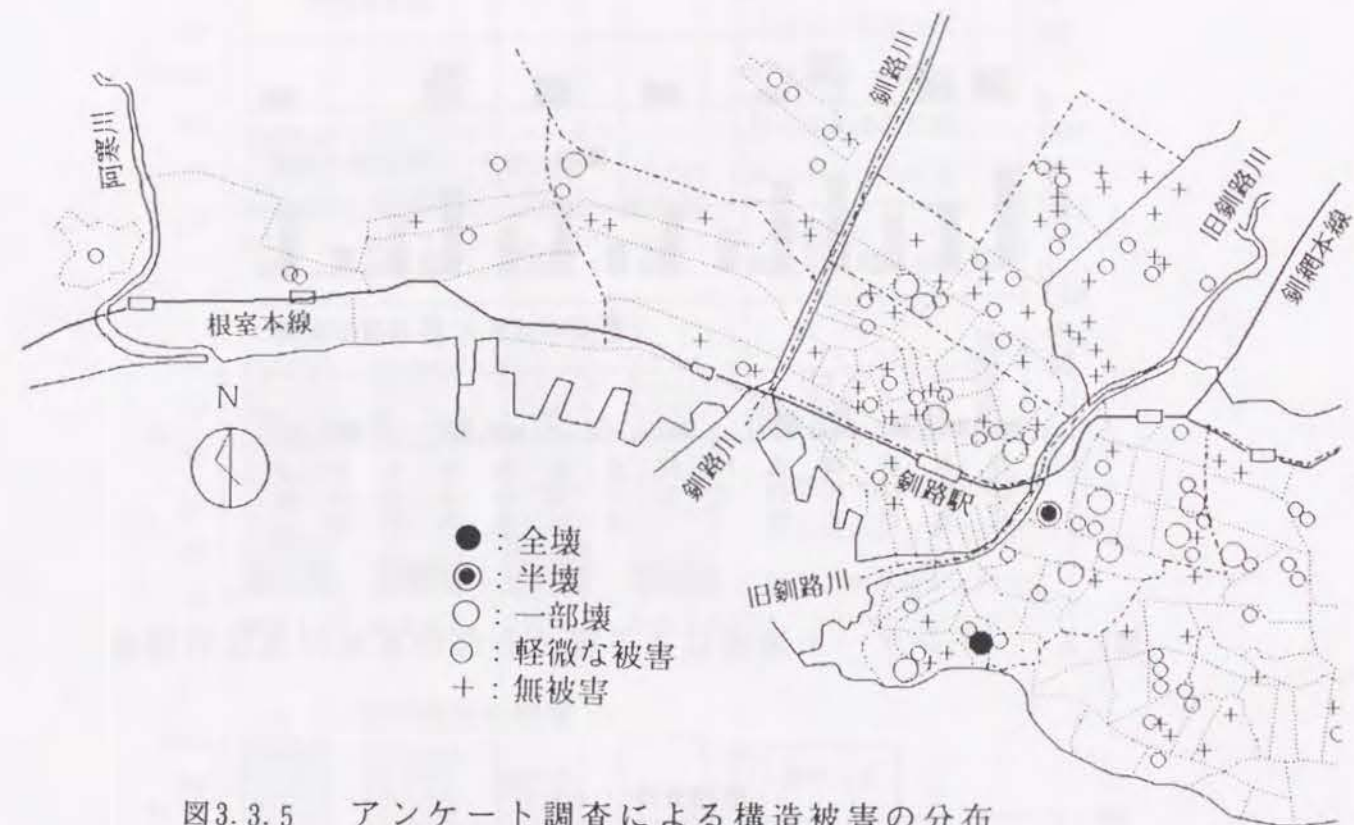 釧路川
阿寒川
旧釧路川
釧網本線
根室本線
N
釧路川
釧路駅
旧釧路川
● : 全壊
◉ : 半壊
○ : 一部壊
○ : 軽微な被害
+ : 無被害
図3.3.5 アンケート調査による構造被害の分布